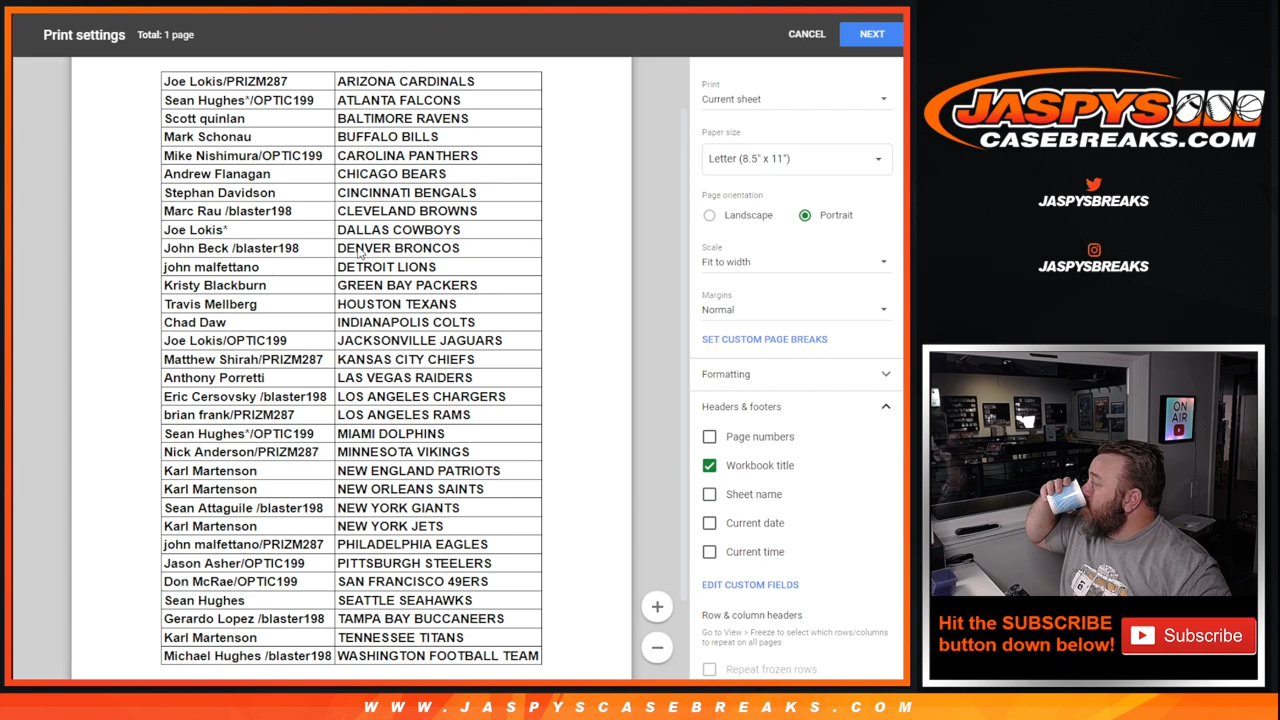 Print settings Total: 1 page CANCEL NEXT
Joe Lokis/PRIZM287 ARIZONA CARDINALS
Sean Hughes*/OPTIC199 ATLANTA FALCONS
Scott quinlan BALTIMORE RAVENS
Mark Schonau BUFFALO BILLS
Mike Nishimura/OPTIC199 CAROLINA PANTHERS
Andrew Flanagan CHICAGO BEARS
Stephan Davidson CINCINNATI BENGALS
Marc Rau /blaster198 CLEVELAND BROWNS
Joe Lokis* DALLAS COWBOYS
John Beck /blaster198 DENVER BRONCOS
john malfettano DETROIT LIONS
Kristy Blackburn GREEN BAY PACKERS
Travis Mellberg HOUSTON TEXANS
Chad Daw INDIANAPOLIS COLTS
Joe Lokis/OPTIC199 JACKSONVILLE JAGUARS
Matthew Shirah/PRIZM287 KANSAS CITY CHIEFS
Anthony Porretti LAS VEGAS RAIDERS
Eric Cersovsky /blaster198 LOS ANGELES CHARGERS
brian frank/PRIZM287 LOS ANGELES RAMS
Sean Hughes*/OPTIC199 MIAMI DOLPHINS
Nick Anderson/PRIZM287 MINNESOTA VIKINGS
Karl Martenson NEW ENGLAND PATRIOTS
Karl Martenson NEW ORLEANS SAINTS
Sean Attaguile /blaster198 NEW YORK GIANTS
Karl Martenson NEW YORK JETS
john malfettano/PRIZM287 PHILADELPHIA EAGLES
Jason Asher/OPTIC199 PITTSBURGH STEELERS
Don McRae/OPTIC199 SAN FRANCISCO 49ERS
Sean Hughes SEATTLE SEAHAWKS
Gerardo Lopez /blaster198 TAMPA BAY BUCCANEERS
Karl Martenson TENNESSEE TITANS
Michael Hughes /blaster198 WASHINGTON FOOTBALL TEAM
Print
Current sheet
Paper size
Letter (8.5" x 11")
Page orientation
Landscape Portrait
Scale
Fit to width
Margins
Normal
SET CUSTOM PAGE BREAKS
Formatting
Headers & footers
Page numbers
Workbook title
Sheet name
Current date
Current time
EDIT CUSTOM FIELDS
Row & column headers
Go to View > Freeze to select which rows/columns
to repeat on all pages
Repeat frozen rows
JASPYS
CASEBREAKS.COM
JASPYSBREAKS
JASPYSBREAKS
ON
AIR
Hit the SUBSCRIBE
button down below!
Subscribe
WWW.JASPYSCASEBREAKS.COM